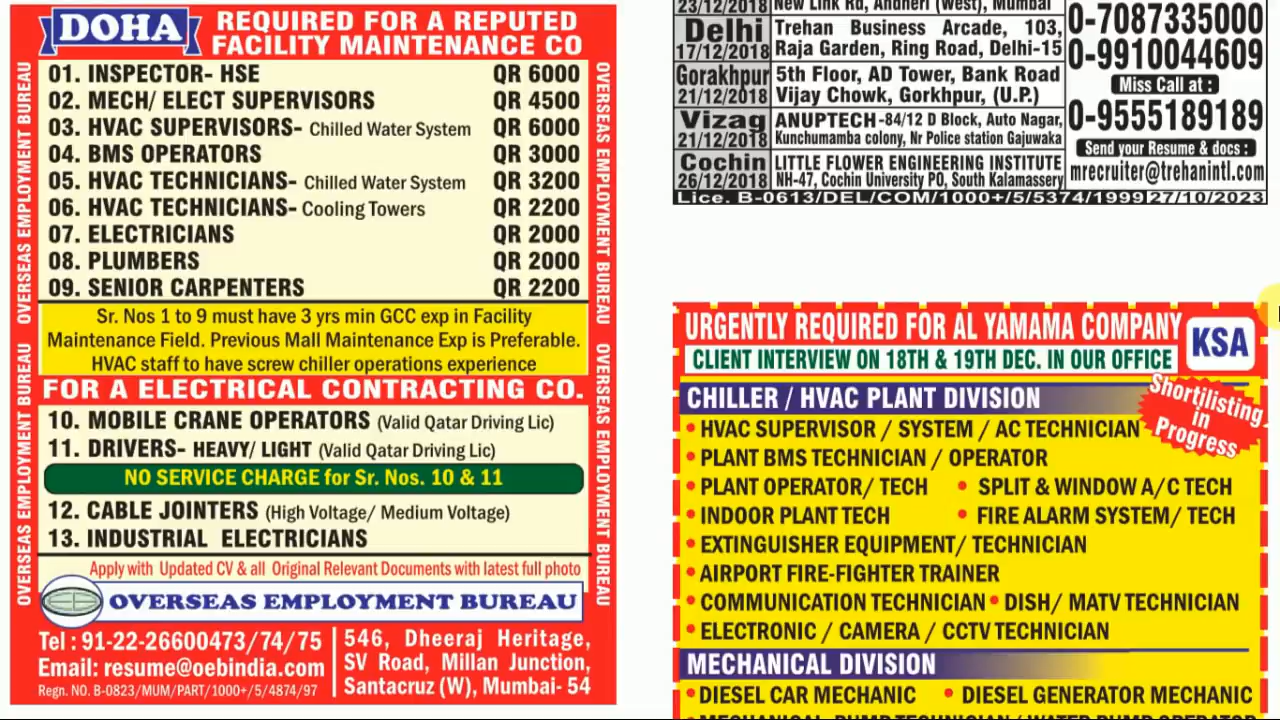 DOHA
REQUIRED FOR A REPUTED
FACILITY MAINTENANCE CO
OVERSEAS EMPLOYMENT BUREAU
OVERSEAS EMPLOYMENT BUREAU
01. INSPECTOR- HSE QR 6000
02. MECH/ ELECT SUPERVISORS QR 4500
03. HVAC SUPERVISORS- Chilled Water System QR 6000
04. BMS OPERATORS QR 3000
05. HVAC TECHNICIANS- Chilled Water System QR 3200
06. HVAC TECHNICIANS- Cooling Towers QR 2200
07. ELECTRICIANS QR 2000
08. PLUMBERS QR 2000
09. SENIOR CARPENTERS QR 2200
OVERSEAS EMPLOYMENT BUREAU
OVERSEAS EMPLOYMENT BUREAU
Sr. Nos 1 to 9 must have 3 yrs min GCC exp in Facility
Maintenance Field. Previous Mall Maintenance Exp is Preferable.
HVAC staff to have screw chiller operations experience
FOR A ELECTRICAL CONTRACTING CO.
10. MOBILE CRANE OPERATORS (Valid Qatar Driving Lic)
11. DRIVERS- HEAVY/ LIGHT (Valid Qatar Driving Lic)
NO SERVICE CHARGE for Sr. Nos. 10 & 11
12. CABLE JOINTERS (High Voltage/ Medium Voltage)
13. INDUSTRIAL ELECTRICIANS
Apply with Updated CV & all Original Relevant Documents with latest full photo
OVERSEAS EMPLOYMENT BUREAU
Tel : 91-22-26600473/74/75
Email: resume@oebindia.com
Regn. NO. B-0823/MUM/PART/1000+/5/4874/97
546, Dheeraj Heritage,
SV Road, Millan Junction,
Santacruz (W), Mumbai- 54
23/12/2018 New Link Rd, Andheri (West), Mumbai
Delhi
17/12/2018
Trehan Business Arcade, 103,
Raja Garden, Ring Road, Delhi-15
Gorakhpur
21/12/2018
5th Floor, AD Tower, Bank Road
Vijay Chowk, Gorkhpur, (U.P.)
Vizag
21/12/2018
ANUPTECH-84/12 D Block, Auto Nagar,
Kunchumamba colony, Nr Police station Gajuwaka
Cochin
26/12/2018
LITTLE FLOWER ENGINEERING INSTITUTE
NH-47, Cochin University PO, South Kalamassery
0-7087335000
0-9910044609
Miss Call at :
0-9555189189
Send your Resume & docs :
mrecruiter@trehanintl.com
Lice. B-0613/DEL/COM/1000+/5/5374/1999 27/10/2023
URGENTLY REQUIRED FOR AL YAMAMA COMPANY
KSA
CLIENT INTERVIEW ON 18TH & 19TH DEC. IN OUR OFFICE
CHILLER / HVAC PLANT DIVISION
Shortilisting
in
Progress
• HVAC SUPERVISOR / SYSTEM / AC TECHNICIAN
• PLANT BMS TECHNICIAN / OPERATOR
• PLANT OPERATOR/ TECH • SPLIT & WINDOW A/C TECH
• INDOOR PLANT TECH • FIRE ALARM SYSTEM/ TECH
• EXTINGUISHER EQUIPMENT/ TECHNICIAN
• AIRPORT FIRE-FIGHTER TRAINER
• COMMUNICATION TECHNICIAN • DISH/ MATV TECHNICIAN
• ELECTRONIC / CAMERA / CCTV TECHNICIAN
MECHANICAL DIVISION
• DIESEL CAR MECHANIC • DIESEL GENERATOR MECHANIC
• MECHANICAL PUMP TECHNICIAN / WATER PUMP OPERATOR